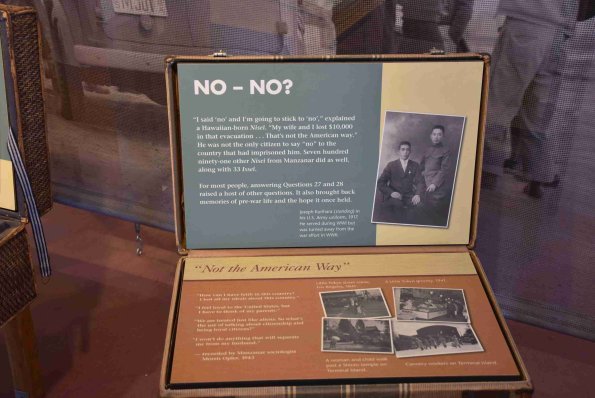 NO – NO?
“I said ‘no’ and I’m going to stick to ‘no’,” explained
a Hawaiian-born Nisei. “My wife and I lost $10,000
in that evacuation . . . That’s not the American way.”
He was not the only citizen to say “no” to the
country that had imprisoned him. Seven hundred
ninety-one other Nisei from Manzanar did as well,
along with 33 Issei.
For most people, answering Questions 27 and 28
raised a host of other questions. It also brought back
memories of pre-war life and the hope it once held.
Joseph Kurihara (standing) in
his U.S. Army uniform, 1917.
He served during WWI but
was turned away from the
war effort in WWII.
“Not the American Way”
“How can I have faith in this country?
I lost all my ideals about this country.”
“I feel loyal to the United States, but
I have to think of my parents.”
“We are treated just like aliens. So what’s
the use of talking about citizenship and
being loyal citizens?”
“I won’t do anything that will separate
me from my husband.”
— recorded by Manzanar sociologist
Morris Opler, 1943
Little Tokyo street scene,
Los Angeles,
A Little Tokyo grocery, 1941.
A woman and child walk
past a Shinto temple on
Terminal Island.
Cannery workers on Terminal Island.